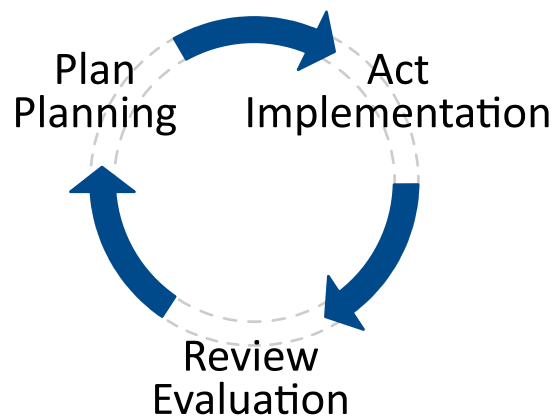 Plan
Planning
Act
Implementation
Review
Evaluation